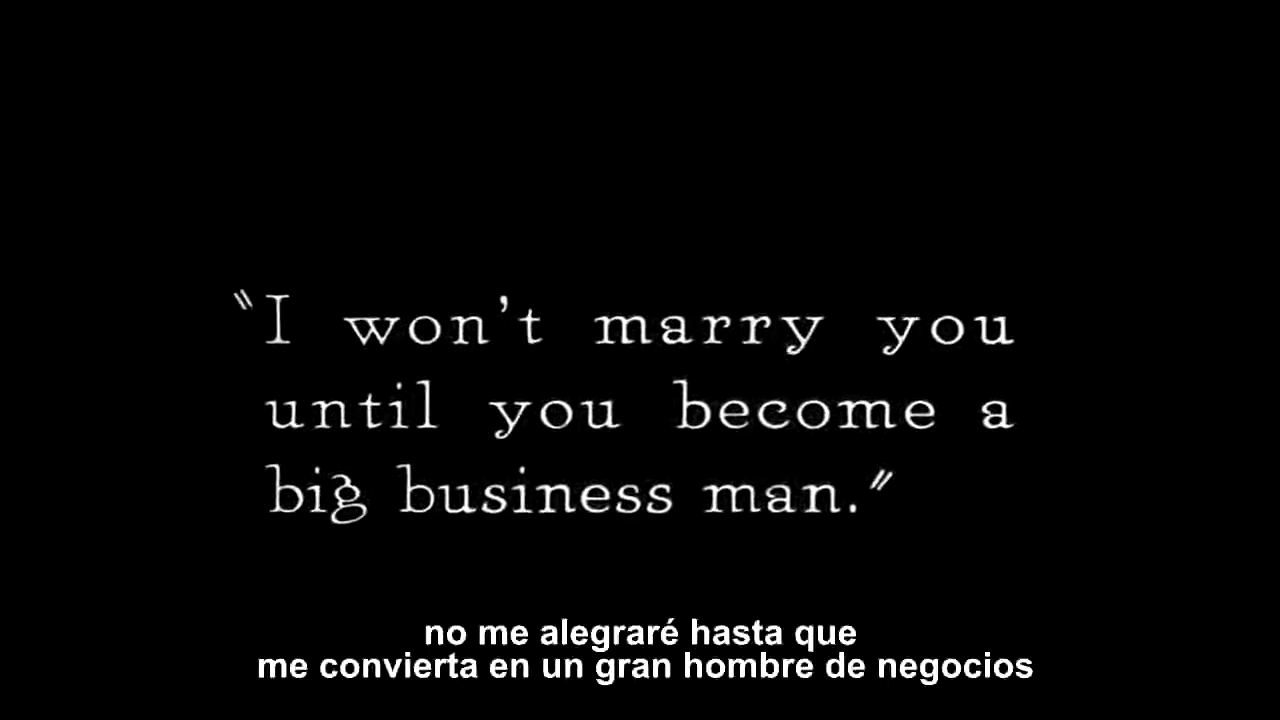 “I won't marry you
until you become a
big business man.”
no me alegraré hasta que
me convierta en un gran hombre de negocios